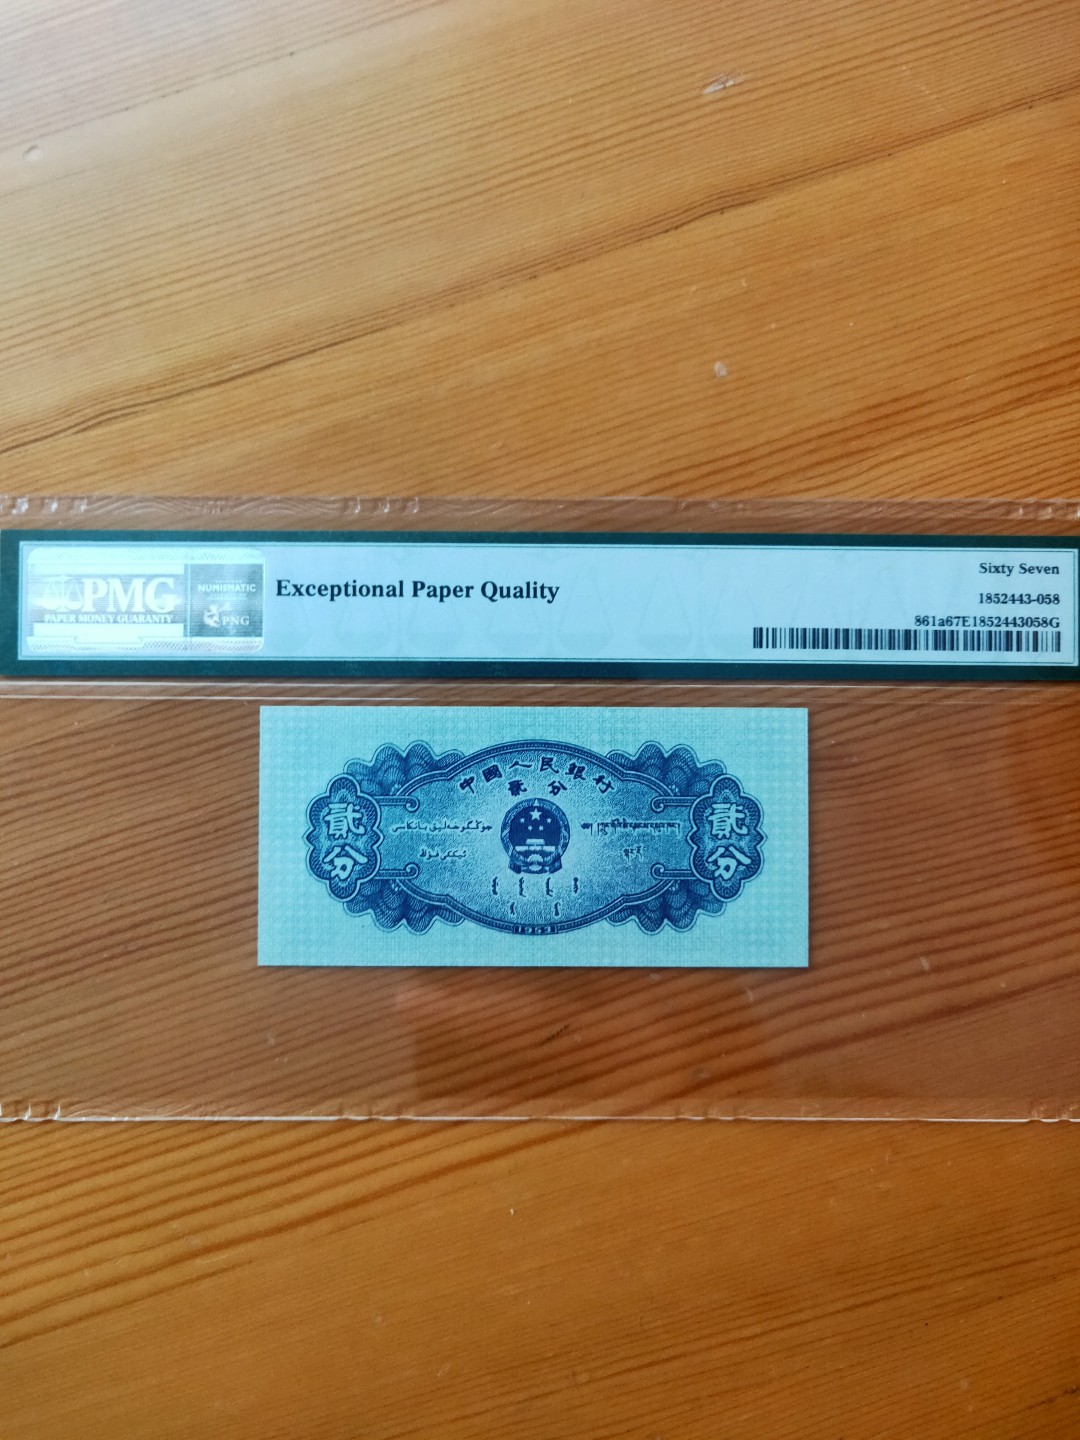 PMG
PAPER MONEY GUARANTY
NUMISMATIC
PNG
Exceptional Paper Quality
Sixty Seven
1852443-058
861a67E1852443058G
中國人民銀行
貳分
貳分
貳分
1953